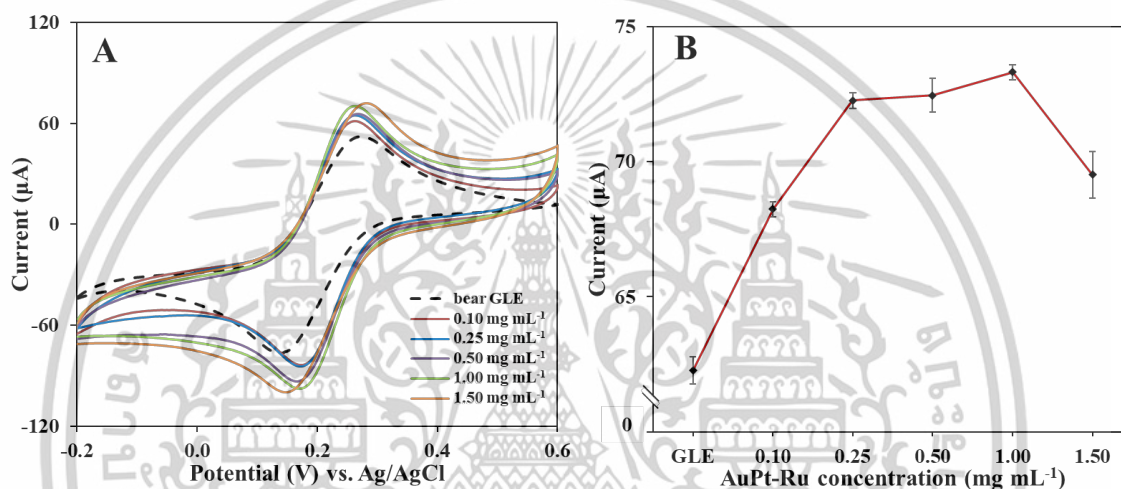 A
120
60
0
-60
-120
Current (µA)
-0.2
0.0
0.2
0.4
0.6
Potential (V) vs. Ag/AgCl
bear GLE
0.10 mg mL-1
0.25 mg mL-1
0.50 mg mL-1
1.00 mg mL-1
1.50 mg mL-1
B
75
70
65
0
Current (µA)
GLE
0.10
0.25
0.50
1.00
1.50
AuPt-Ru concentration (mg mL-1)